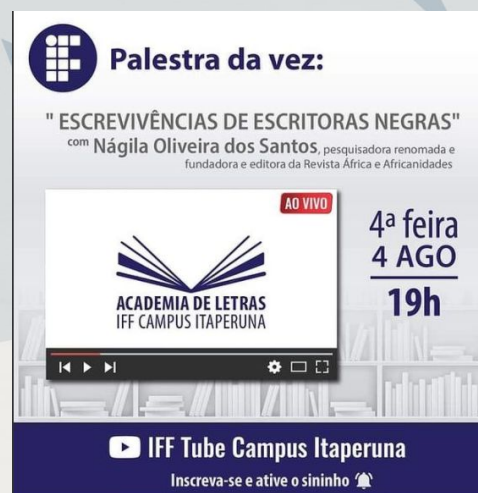 Palestra da vez:
" ESCREVIVÊNCIAS DE ESCRITORAS NEGRAS"
com Nágila Oliveira dos Santos, pesquisadora renomada e
fundadora e editora da Revista África e Africanidades
AO VIVO
ACADEMIA DE LETRAS
IFF CAMPUS ITAPERUNA
4ª feira
4 AGO
19h
IFF Tube Campus Itaperuna
Inscreva-se e ative o sininho